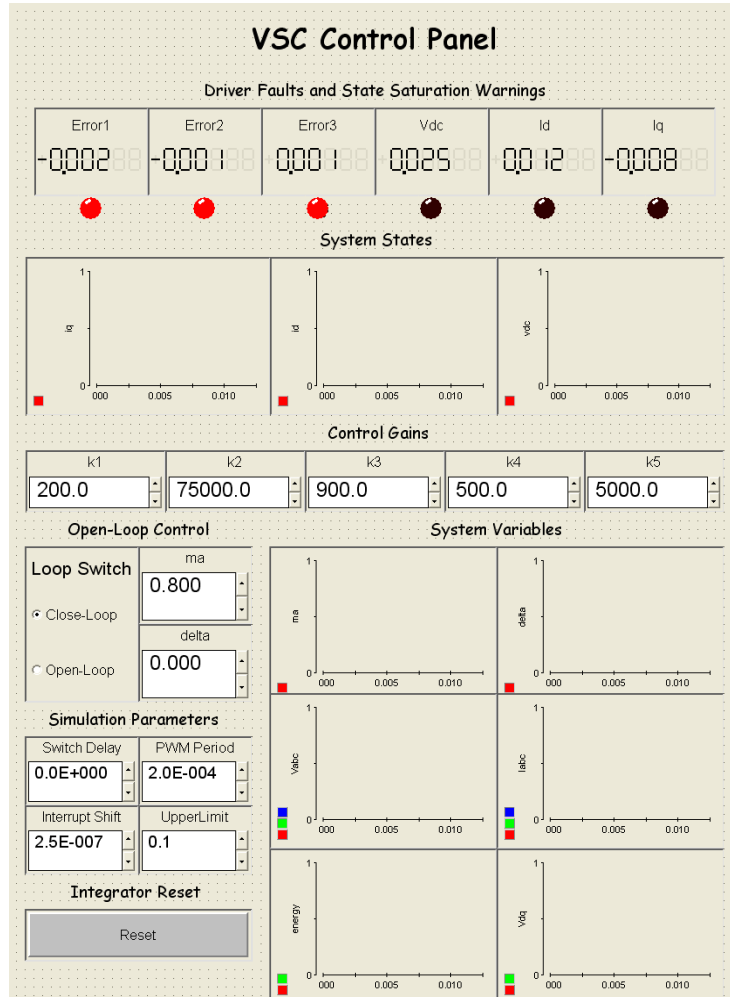 VSC Control Panel
Driver Faults and State Saturation Warnings
Error1 Error2 Error3 Vdc Id Iq
-0.002 -0.001 0.001 0.025 0.012 -0.008
System States
1 1 1
iq id vdc
0 0 0
000 0.005 0.010 000 0.005 0.010 000 0.005 0.010
Control Gains
k1 k2 k3 k4 k5
200.0 75000.0 900.0 500.0 5000.0
Open-Loop Control
Loop Switch
Close-Loop
Open-Loop
ma
0.800
delta
0.000
Simulation Parameters
Switch Delay PWM Period
0.0E+000 2.0E-004
Interrupt Shift UpperLimit
2.5E-007 0.1
Integrator Reset
Reset
System Variables
1 1
ma delta
0 0
000 0.005 0.010 000 0.005 0.010
1 1
Vabc Iabc
0 0
000 0.005 0.010 000 0.005 0.010
1 1
energy Vdq
0 0
000 0.005 0.010 000 0.005 0.010